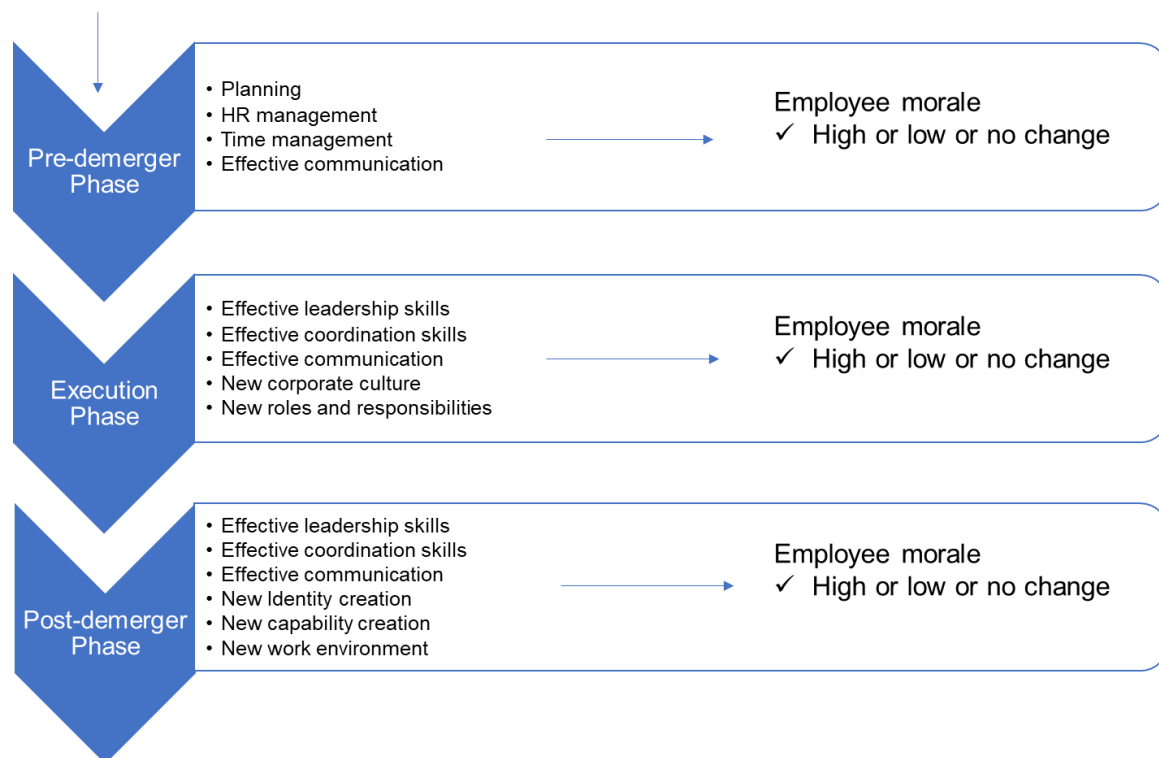 Pre-demerger
Phase
• Planning
• HR management
• Time management
• Effective communication
Employee morale
✓ High or low or no change
Execution
Phase
• Effective leadership skills
• Effective coordination skills
• Effective communication
• New corporate culture
• New roles and responsibilities
Employee morale
✓ High or low or no change
Post-demerger
Phase
• Effective leadership skills
• Effective coordination skills
• Effective communication
• New Identity creation
• New capability creation
• New work environment
Employee morale
✓ High or low or no change